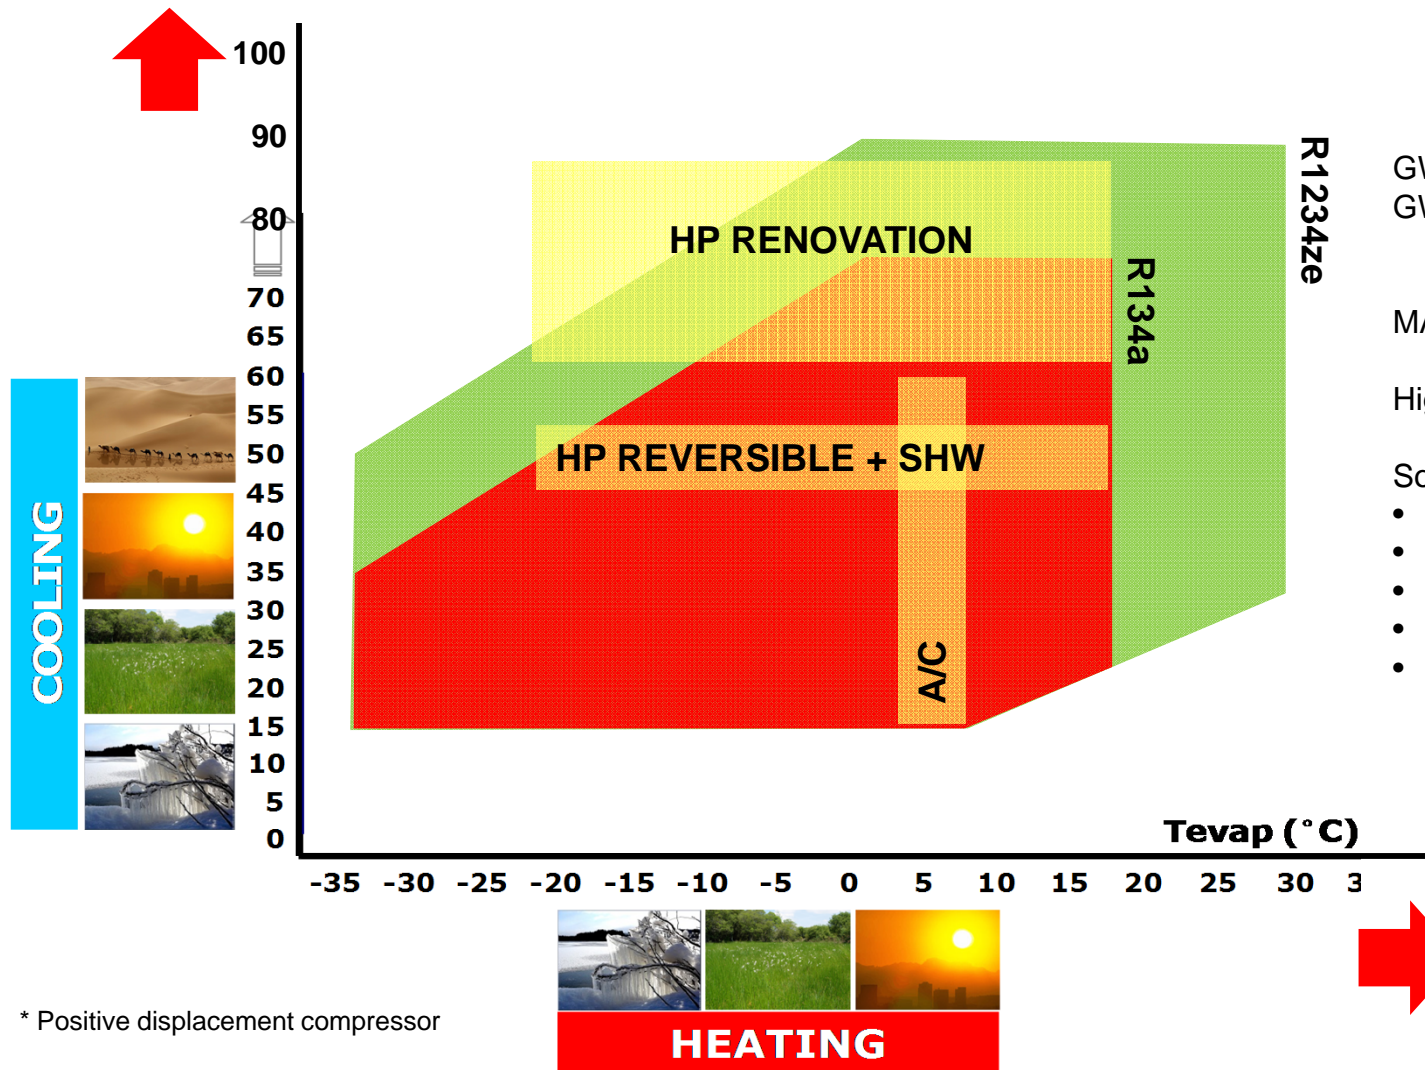 100
90
80
70
65
60
55
50
45
40
35
30
25
20
15
10
5
0
COOLING
HP RENOVATION
HP REVERSIBLE + SHW
A/C
R134a
R1234ze
Tevap (°C)
-35 -30 -25 -20 -15 -10 -5 0 5 10 15 20 25 30
HEATING
* Positive displacement compressor
•
•
•
•
•